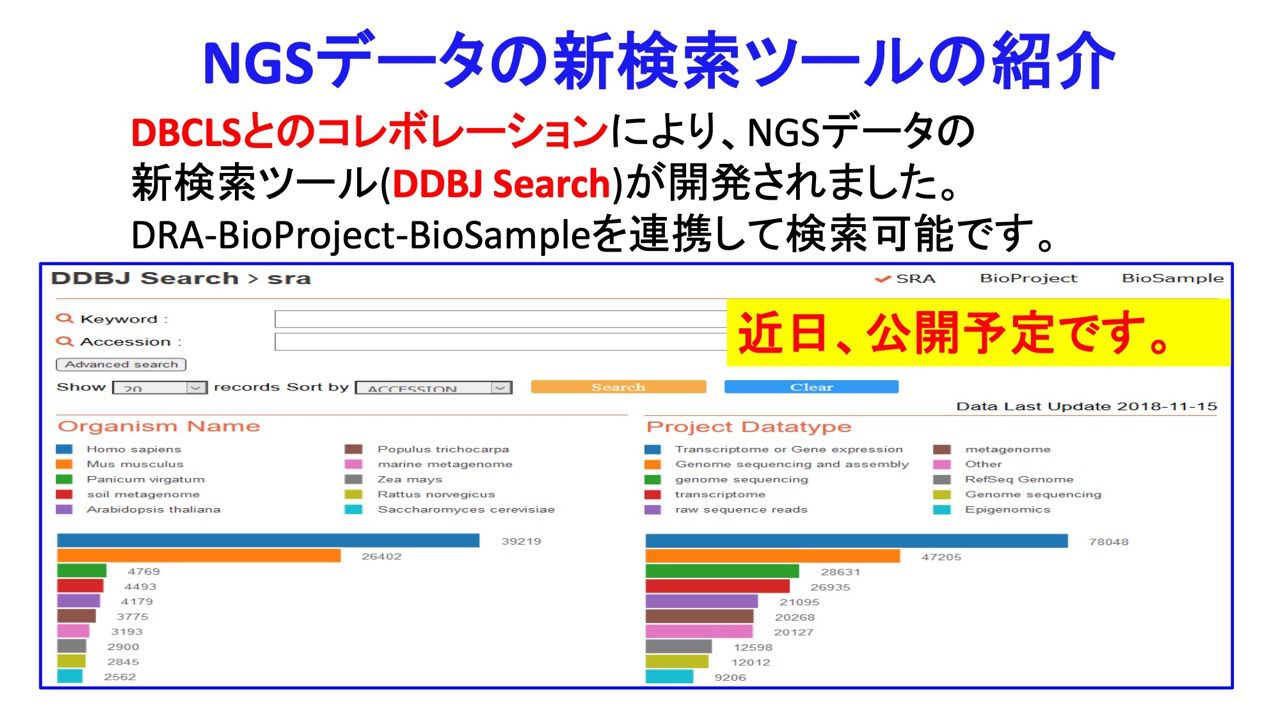 NGSデータの新検索ツールの紹介
DBCLSとのコレボレーションにより、NGSデータの
新検索ツール(DDBJ Search)が開発されました。
DRA-BioProject-BioSampleを連携して検索可能です。
DDBJ Search > sra
SRA BioProject BioSample
Keyword :
Accession :
近日、公開予定です。
Advanced search
Show 20 records Sort by ACCESSION Search Clear
Data Last Update 2018-11-15
Organism Name
Homo sapiens
Mus musculus
Panicum virgatum
soil metagenome
Arabidopsis thaliana
Populus trichocarpa
marine metagenome
Zea mays
Rattus norvegicus
Saccharomyces cerevisiae
39219
26402
4769
4493
4179
3775
3193
2900
2845
2562
Project Datatype
Transcriptome or Gene expression
Genome sequencing and assembly
genome sequencing
transcriptome
raw sequence reads
metagenome
Other
RefSeq Genome
Genome sequencing
Epigenomics
78048
47205
28631
26935
21095
20268
20127
12598
12012
9206